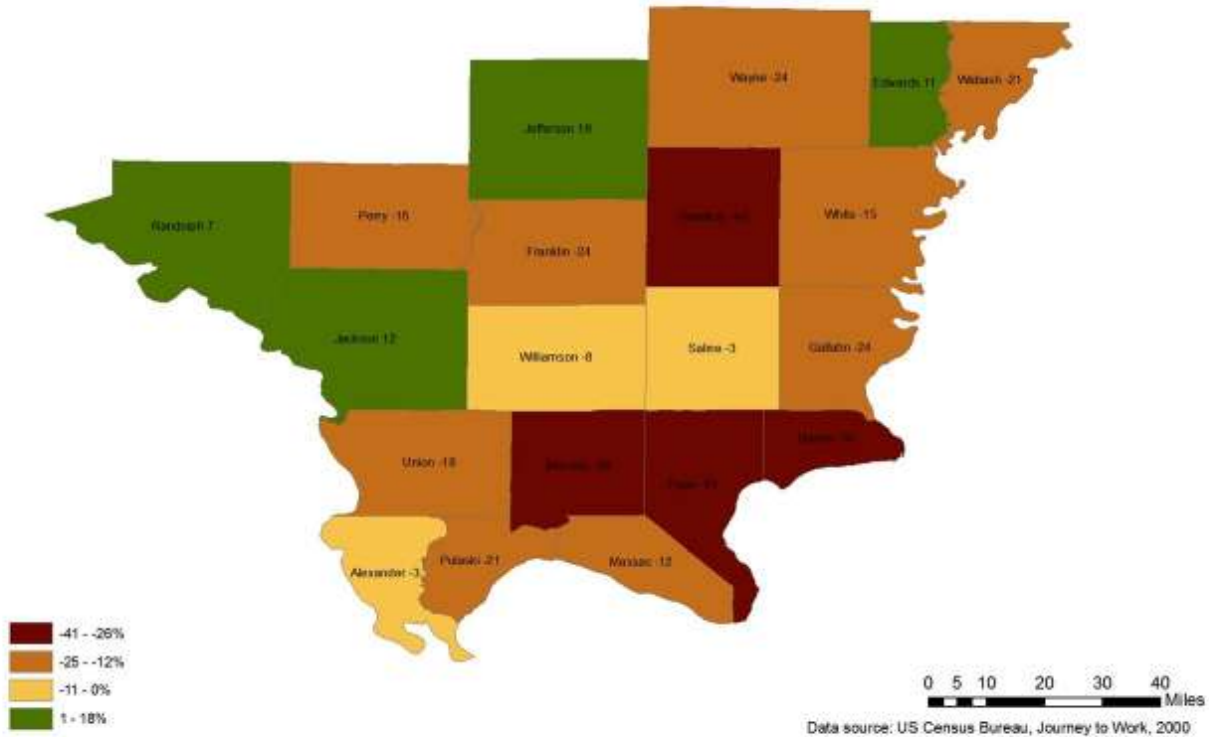 Wayne -24
Edwards 11
Wabash -21
Jefferson 18
Randolph 7
Perry -16
White -15
Franklin -24
Jackson 12
Williamson -8
Saline -3
Gallatin -24
Union -18
Alexander -3
Pulaski -21
Massac -12
-41 - -26%
-25 - -12%
-11 - 0%
1 - 18%
0 5 10 20 30 40
Miles
Data source: US Census Bureau, Journey to Work, 2000